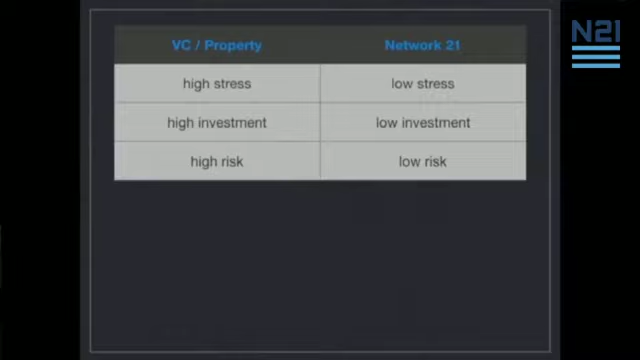 N21
VC / Property Network 21
high stress low stress
high investment low investment
high risk low risk